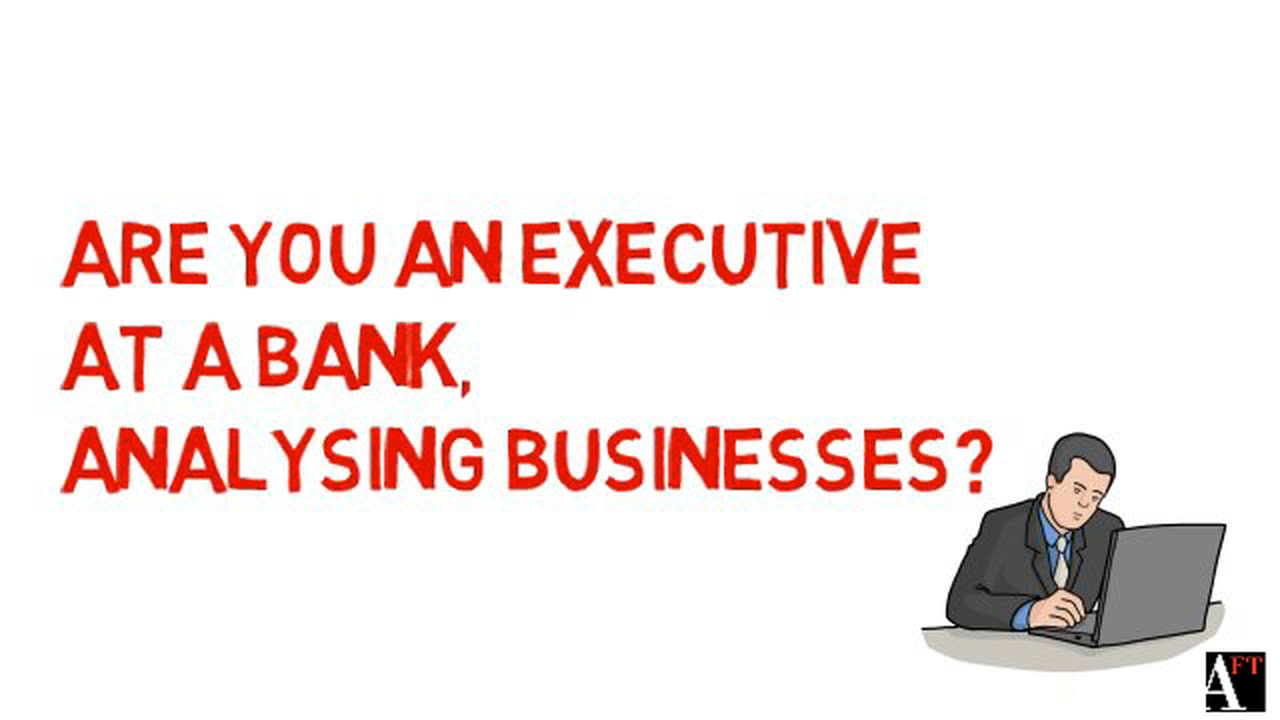 ARE YOU AN EXECUTIVE
AT A BANK,
ANALYSING BUSINESSES?
AFT